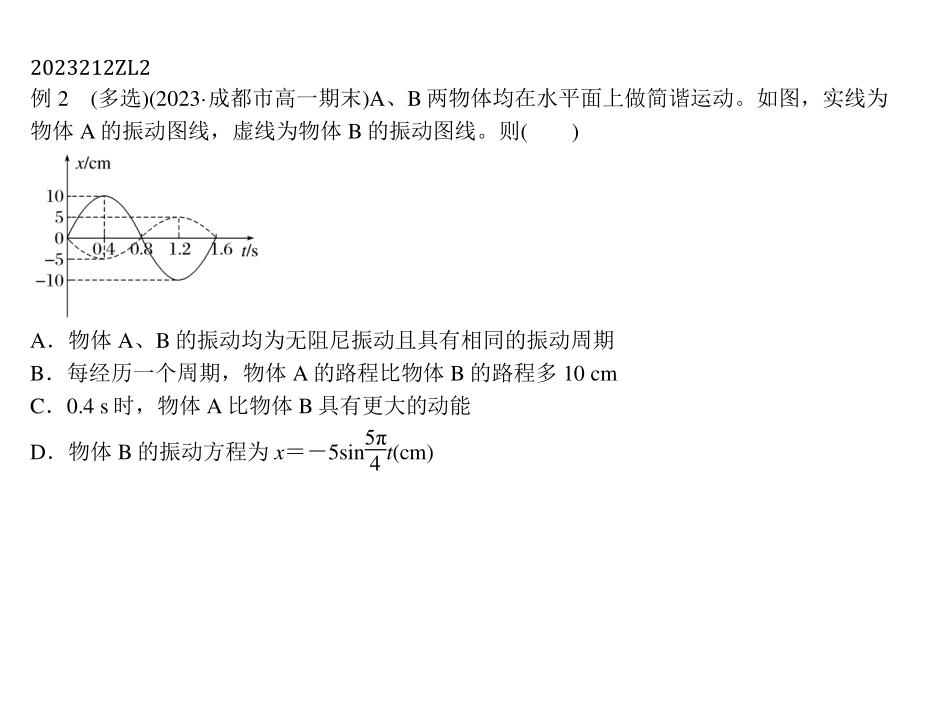 2023212ZL2
例 2　(多选)(2023·成都市高一期末)A、B 两物体均在水平面上做简谐运动。如图，实线为
物体 A 的振动图线，虚线为物体 B 的振动图线。则(　　)
x/cm
10
5
0
0.4 0.8 1.2 1.6 t/s
－5
－10
A．物体 A、B 的振动均为无阻尼振动且具有相同的振动周期
B．每经历一个周期，物体 A 的路程比物体 B 的路程多 10 cm
C．0.4 s 时，物体 A 比物体 B 具有更大的动能
D．物体 B 的振动方程为 x＝－5sin 5π/4 t(cm)